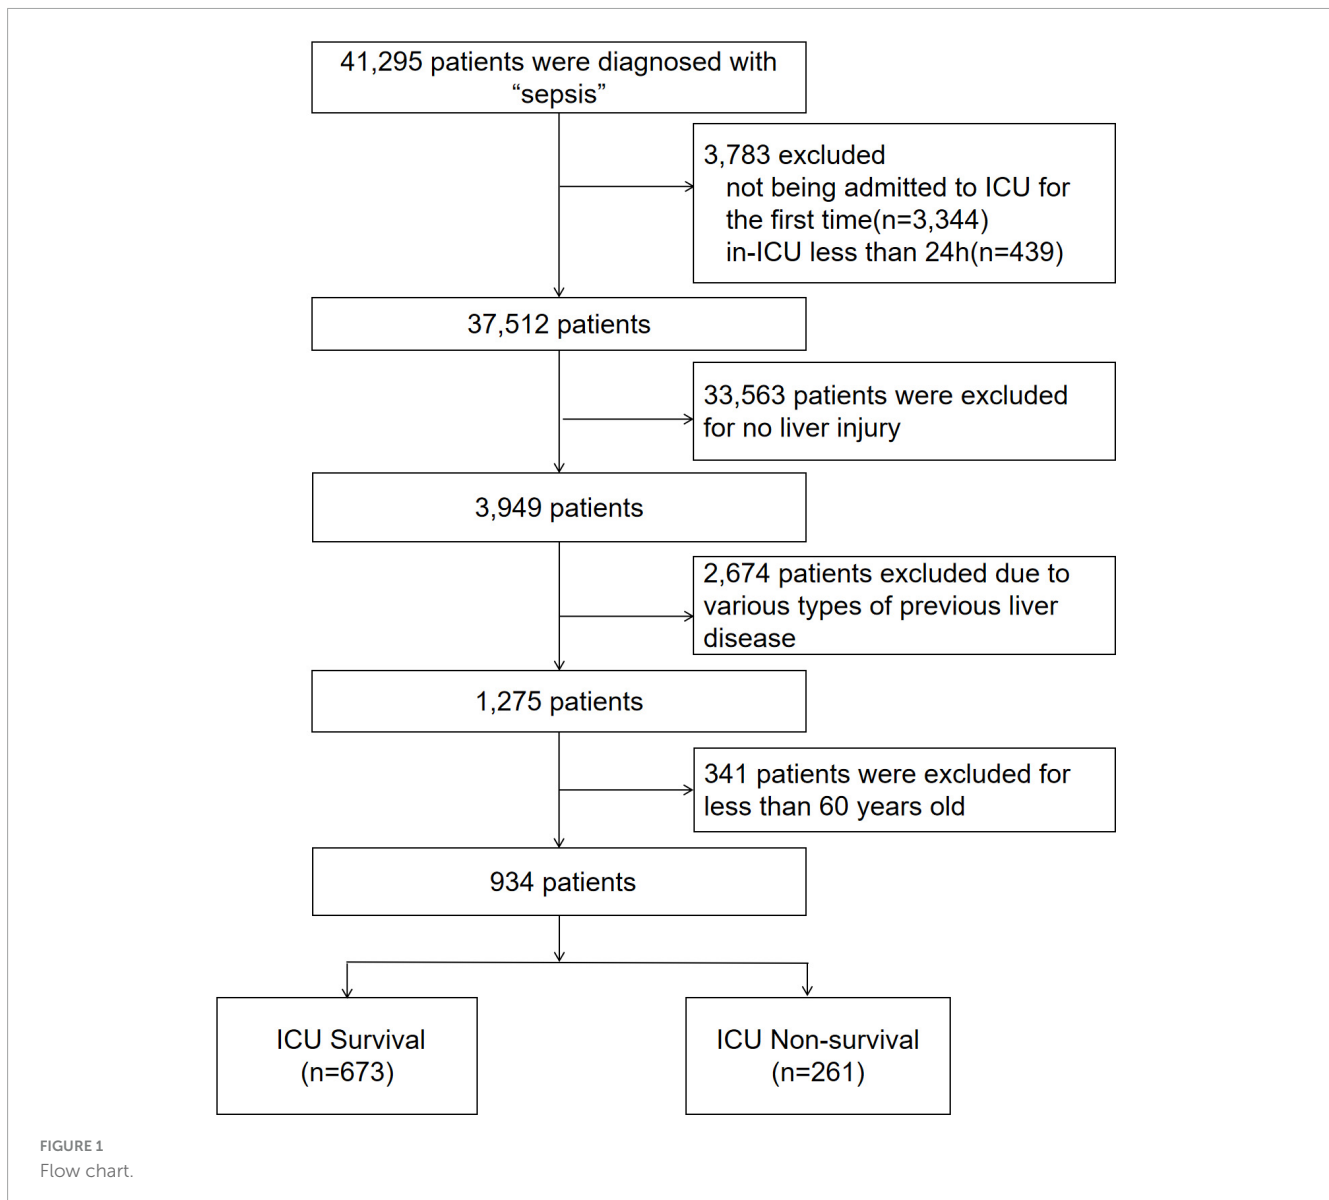 41,295 patients were diagnosed with
“sepsis”
3,783 excluded
not being admitted to ICU for
the first time(n=3,344)
in-ICU less than 24h(n=439)
37,512 patients
33,563 patients were excluded
for no liver injury
3,949 patients
2,674 patients excluded due to
various types of previous liver
disease
1,275 patients
341 patients were excluded for
less than 60 years old
934 patients
ICU Survival
(n=673)
ICU Non-survival
(n=261)
FIGURE 1
Flow chart.